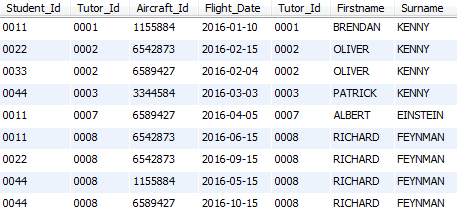 Student_Id Tutor_Id Aircraft_Id Flight_Date Tutor_Id Firstname Surname
0011 0001 1155884 2016-01-10 0001 BRENDAN KENNY
0022 0002 6542873 2016-02-15 0002 OLIVER KENNY
0033 0002 6589427 2016-02-04 0002 OLIVER KENNY
0044 0003 3344584 2016-03-03 0003 PATRICK KENNY
0011 0007 6589427 2016-04-05 0007 ALBERT EINSTEIN
0011 0008 6542873 2016-06-15 0008 RICHARD FEYNMAN
0022 0008 6542873 2016-09-15 0008 RICHARD FEYNMAN
0044 0008 1155884 2016-05-15 0008 RICHARD FEYNMAN
0044 0008 6589427 2016-10-15 0008 RICHARD FEYNMAN